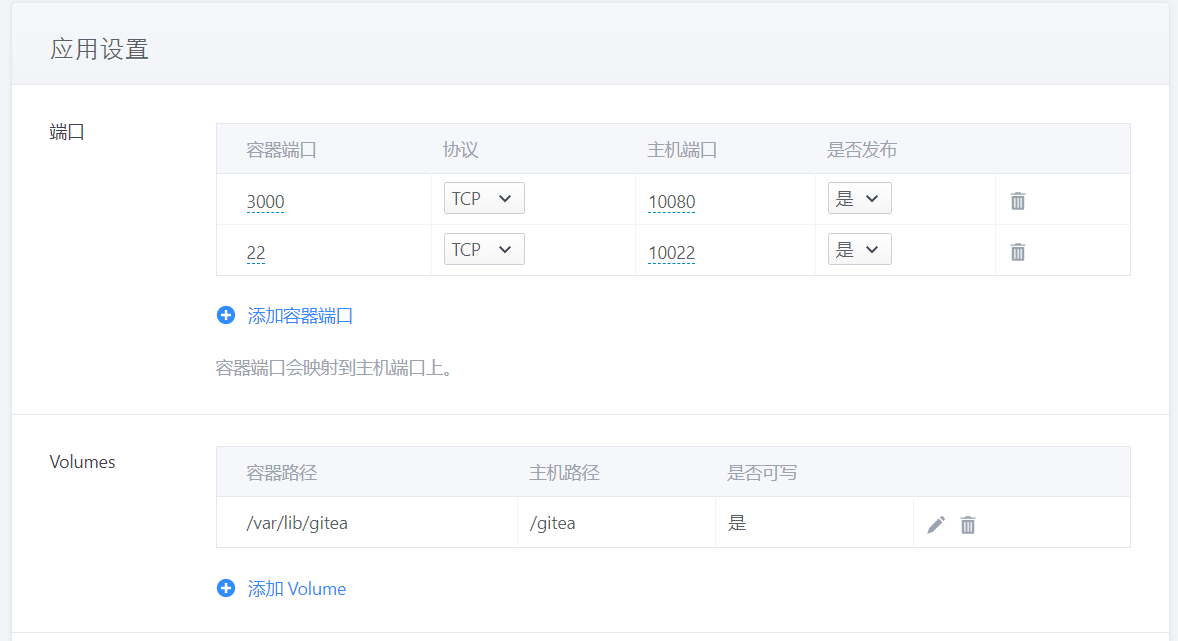 应用设置
端口
容器端口 协议 主机端口 是否发布
3000 TCP 10080 是
22 TCP 10022 是
添加容器端口
容器端口会映射到主机端口上。
Volumes
容器路径 主机路径 是否可写
/var/lib/gitea /gitea 是
添加 Volume